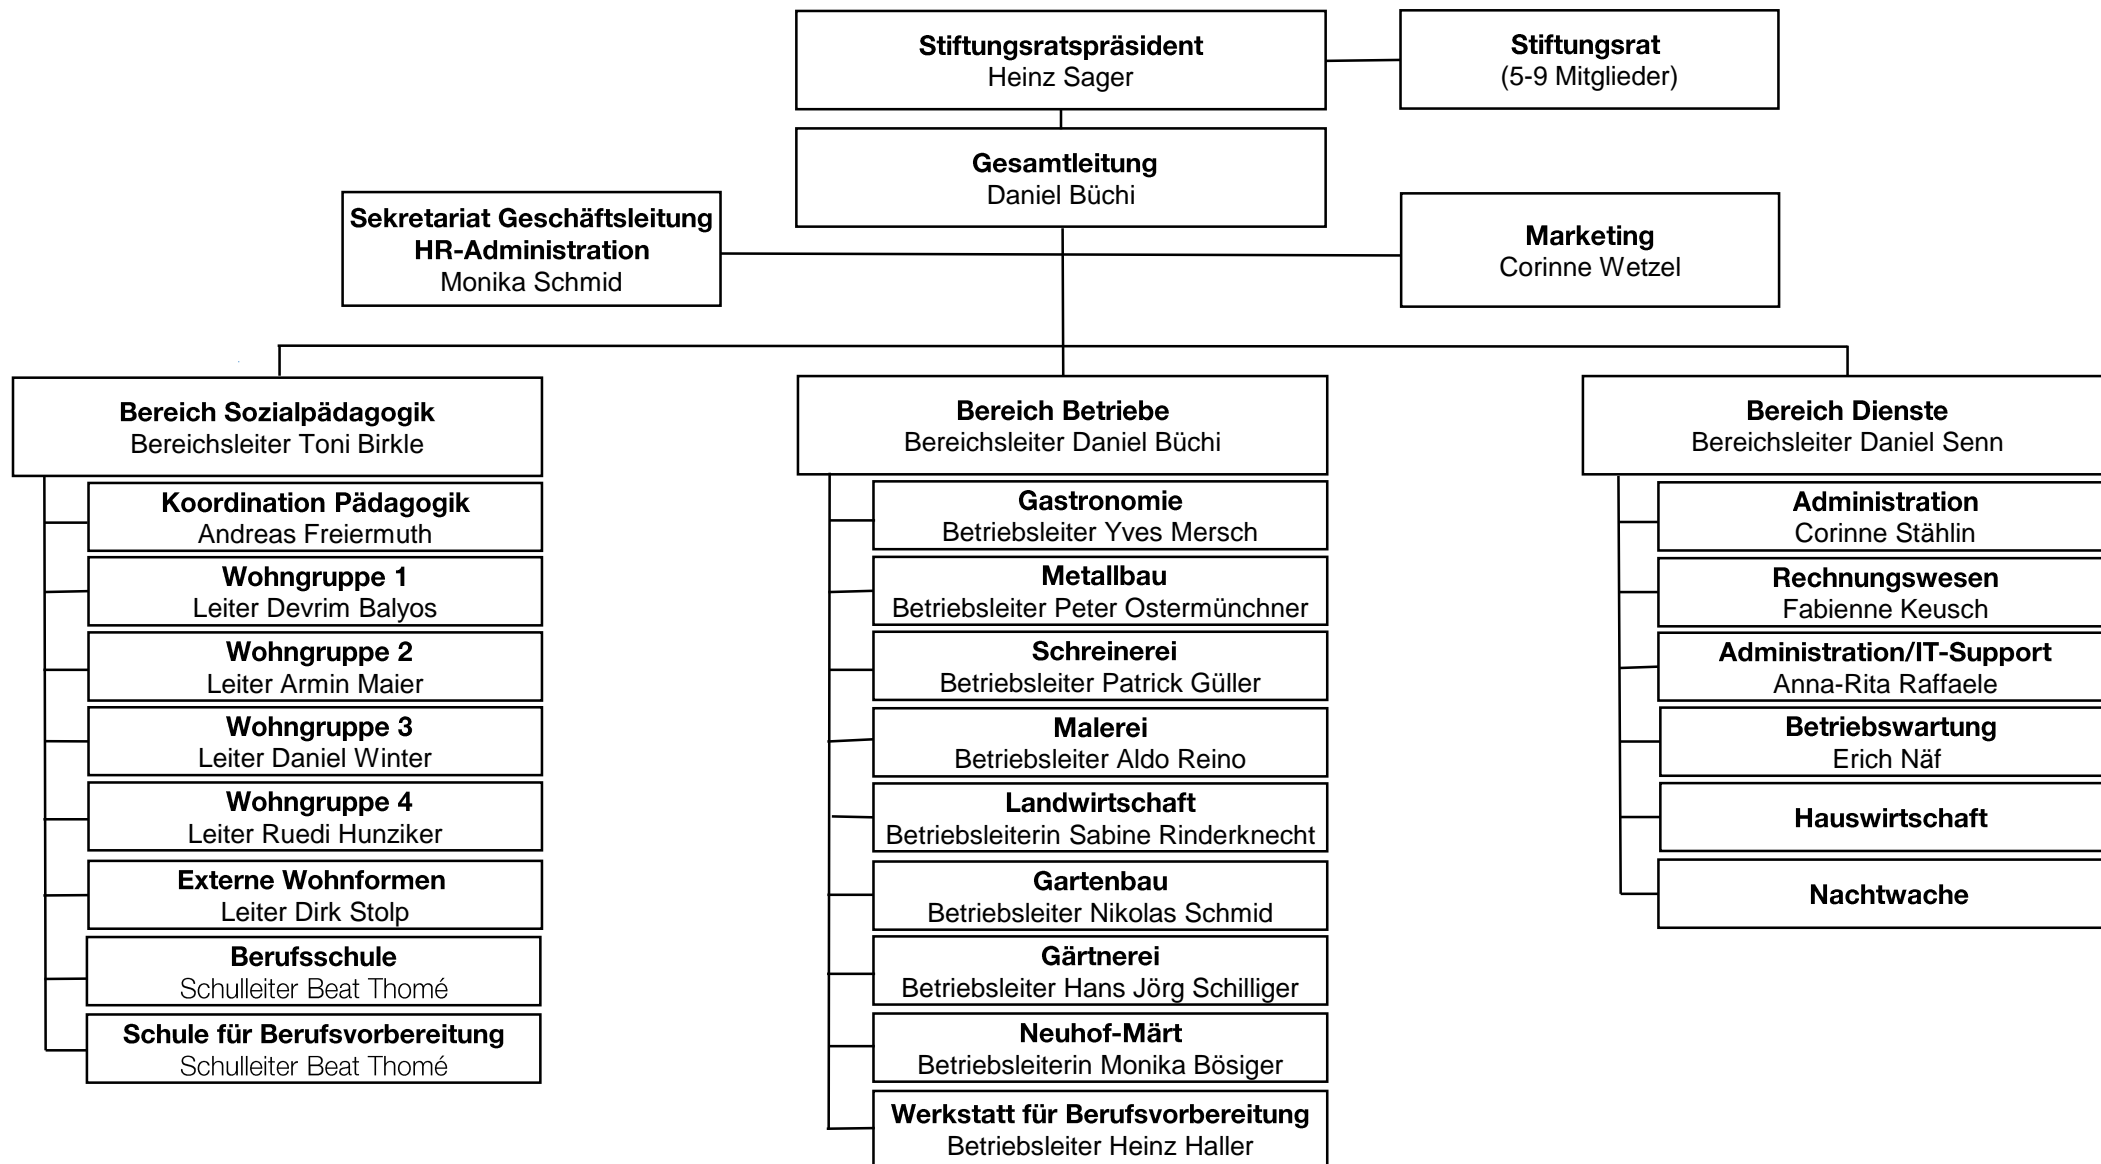 Stiftungsratspräsident
Heinz Sager
Stiftungsrat
(5-9 Mitglieder)
Gesamtleitung
Daniel Büchi
Sekretariat Geschäftsleitung
HR-Administration
Monika Schmid
Marketing
Corinne Wetzel
Bereich Sozialpädagogik
Bereichsleiter Toni Birkle
Koordination Pädagogik
Andreas Freiermuth
Wohngruppe 1
Leiter Devrim Balyos
Wohngruppe 2
Leiter Armin Maier
Wohngruppe 3
Leiter Daniel Winter
Wohngruppe 4
Leiter Ruedi Hunziker
Externe Wohnformen
Leiter Dirk Stolp
Berufsschule
Schulleiter Beat Thomé
Schule für Berufsvorbereitung
Schulleiter Beat Thomé
Bereich Betriebe
Bereichsleiter Daniel Büchi
Gastronomie
Betriebsleiter Yves Mersch
Metallbau
Betriebsleiter Peter Ostermünchner
Schreinerei
Betriebsleiter Patrick Güller
Malerei
Betriebsleiter Aldo Reino
Landwirtschaft
Betriebsleiterin Sabine Rinderknecht
Gartenbau
Betriebsleiter Nikolas Schmid
Gärtnerei
Betriebsleiter Hans Jörg Schilliger
Neuhof-Märt
Betriebsleiterin Monika Bösiger
Werkstatt für Berufsvorbereitung
Betriebsleiter Heinz Haller
Bereich Dienste
Bereichsleiter Daniel Senn
Administration
Corinne Stählin
Rechnungswesen
Fabienne Keusch
Administration/IT-Support
Anna-Rita Raffaele
Betriebswartung
Erich Näf
Hauswirtschaft
Nachtwache